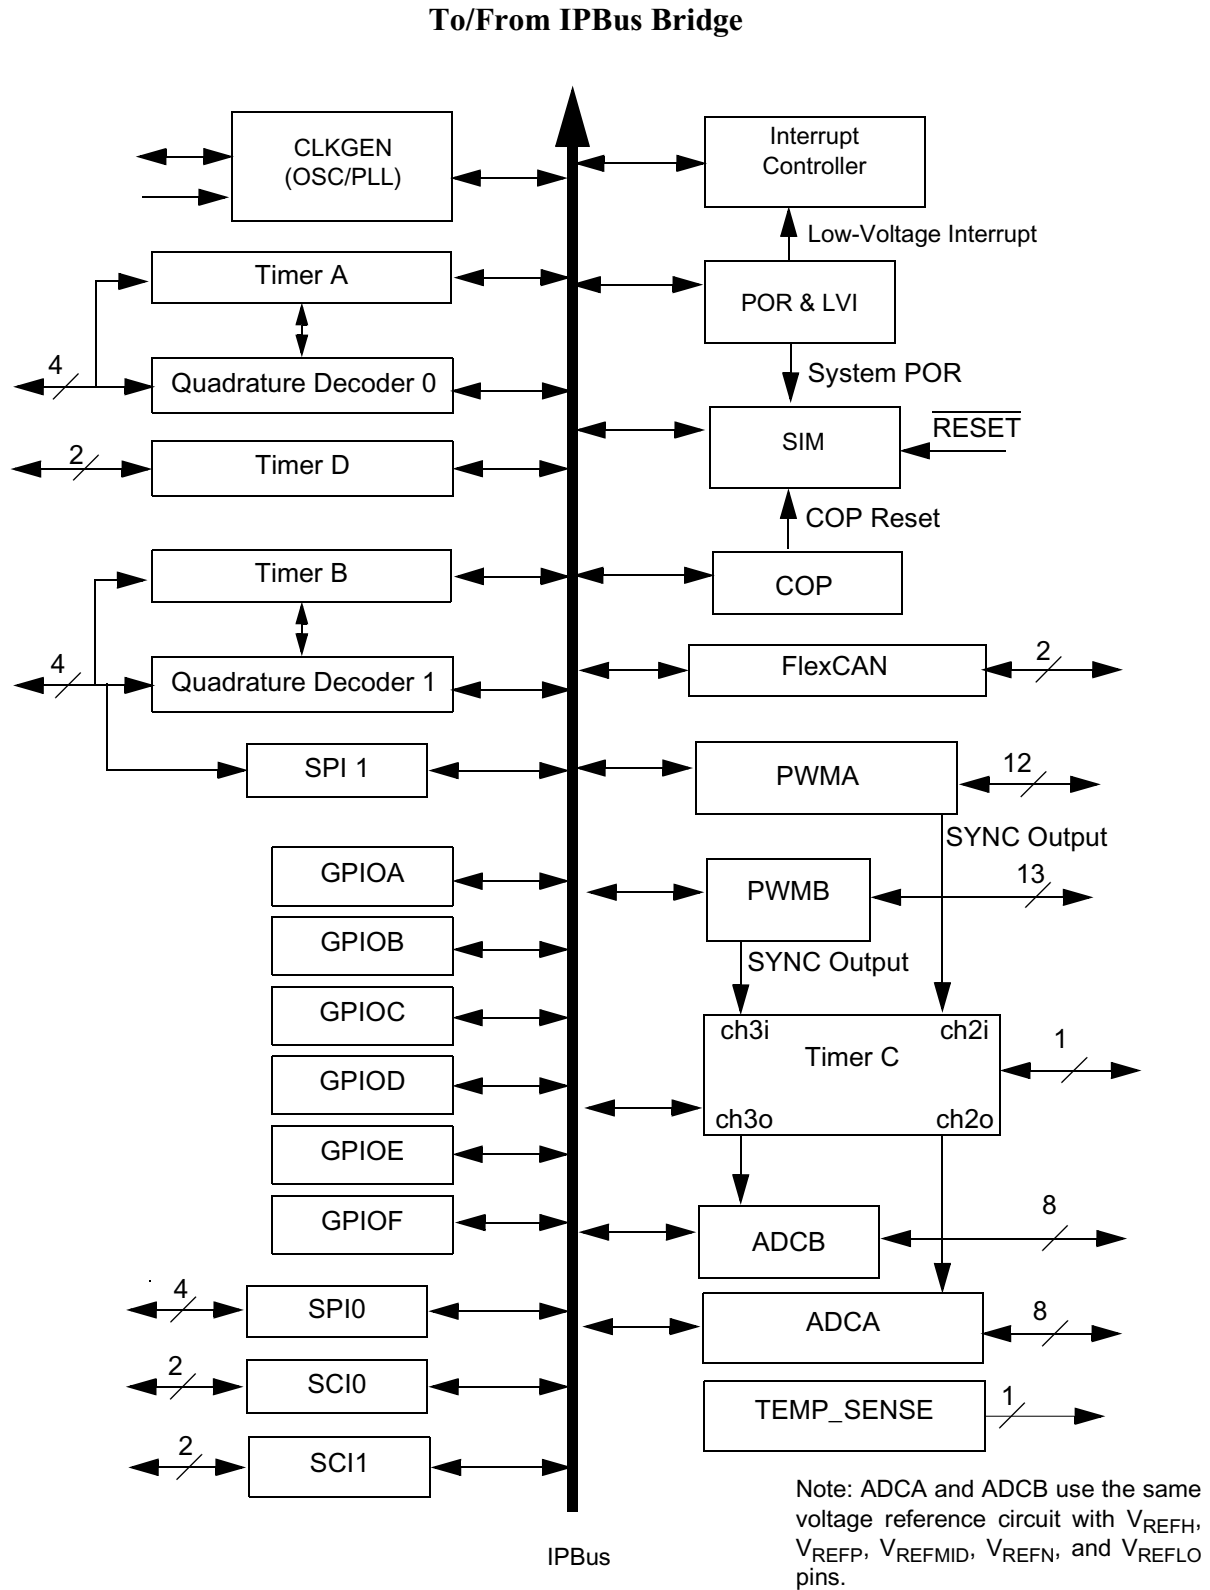 To/From IPBus Bridge
CLKGEN
(OSC/PLL)
Timer A
4
Quadrature Decoder 0
2
Timer D
Timer B
4
Quadrature Decoder 1
SPI 1
GPIOA
GPIOB
GPIOC
GPIOD
GPIOE
GPIOF
4
SPI0
2
SCI0
2
SCI1
IPBus
Interrupt
Controller
Low-Voltage Interrupt
POR & LVI
System POR
SIM
RESET
COP Reset
COP
FlexCAN
2
PWMA
12
SYNC Output
PWMB
13
SYNC Output
ch3i
ch2i
Timer C
1
ch3o
ch2o
ADCB
8
ADCA
8
TEMP_SENSE
1
Note: ADCA and ADCB use the same
voltage reference circuit with VREFH,
VREFP, VREFMID, VREFN, and VREFLO
pins.